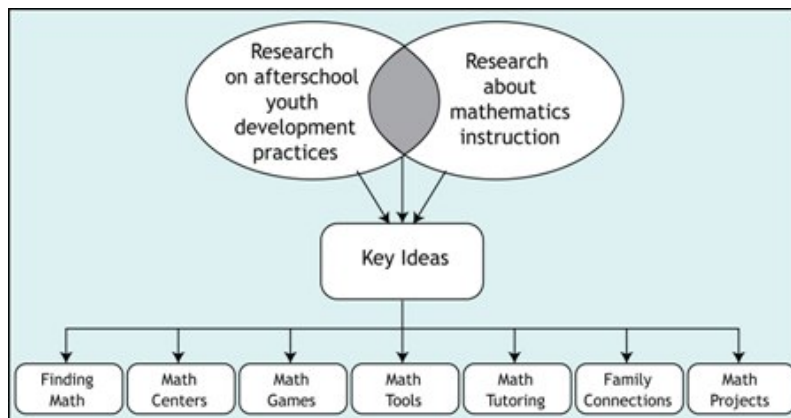 Research
on afterschool
youth
development
practices
Research
about
mathematics
instruction
Key Ideas
Finding
Math
Math
Centers
Math
Games
Math
Tools
Math
Tutoring
Family
Connections
Math
Projects